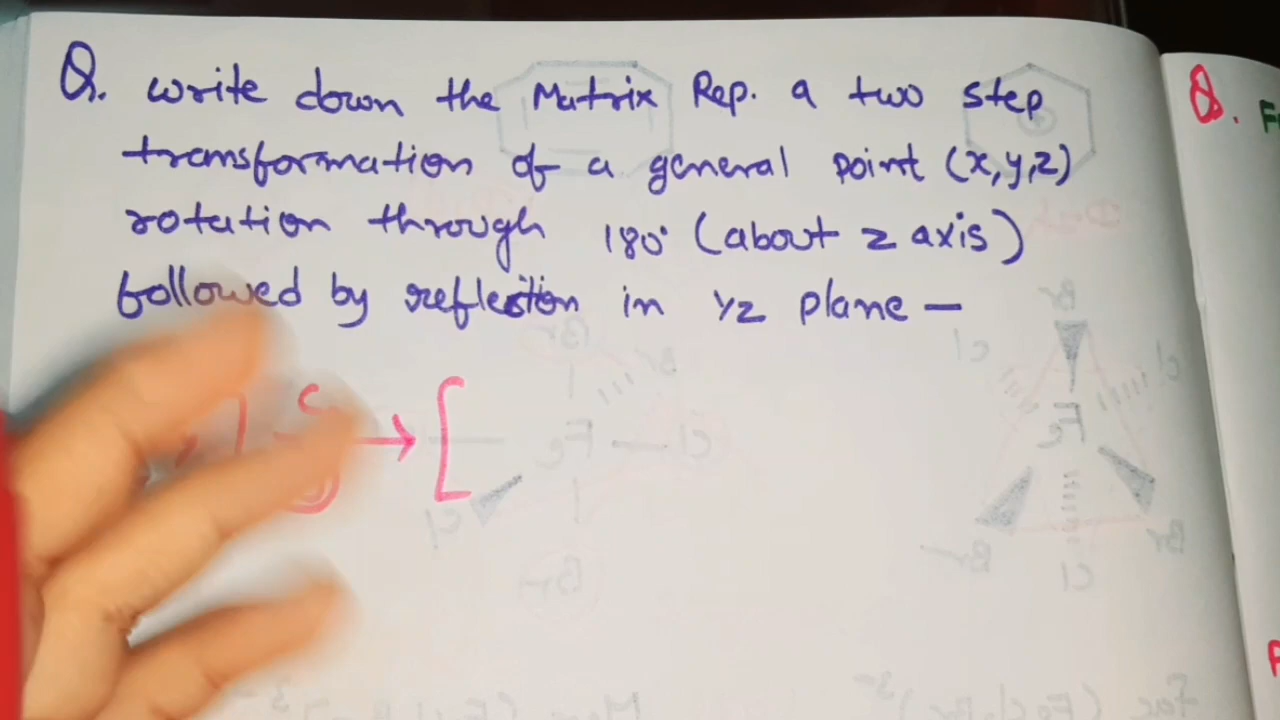 Q. write down the Matrix Rep. a two step
transformation of a general point (x,y,z)
rotation through 180° (about z axis)
followed by reflection in YZ plane —
Q.